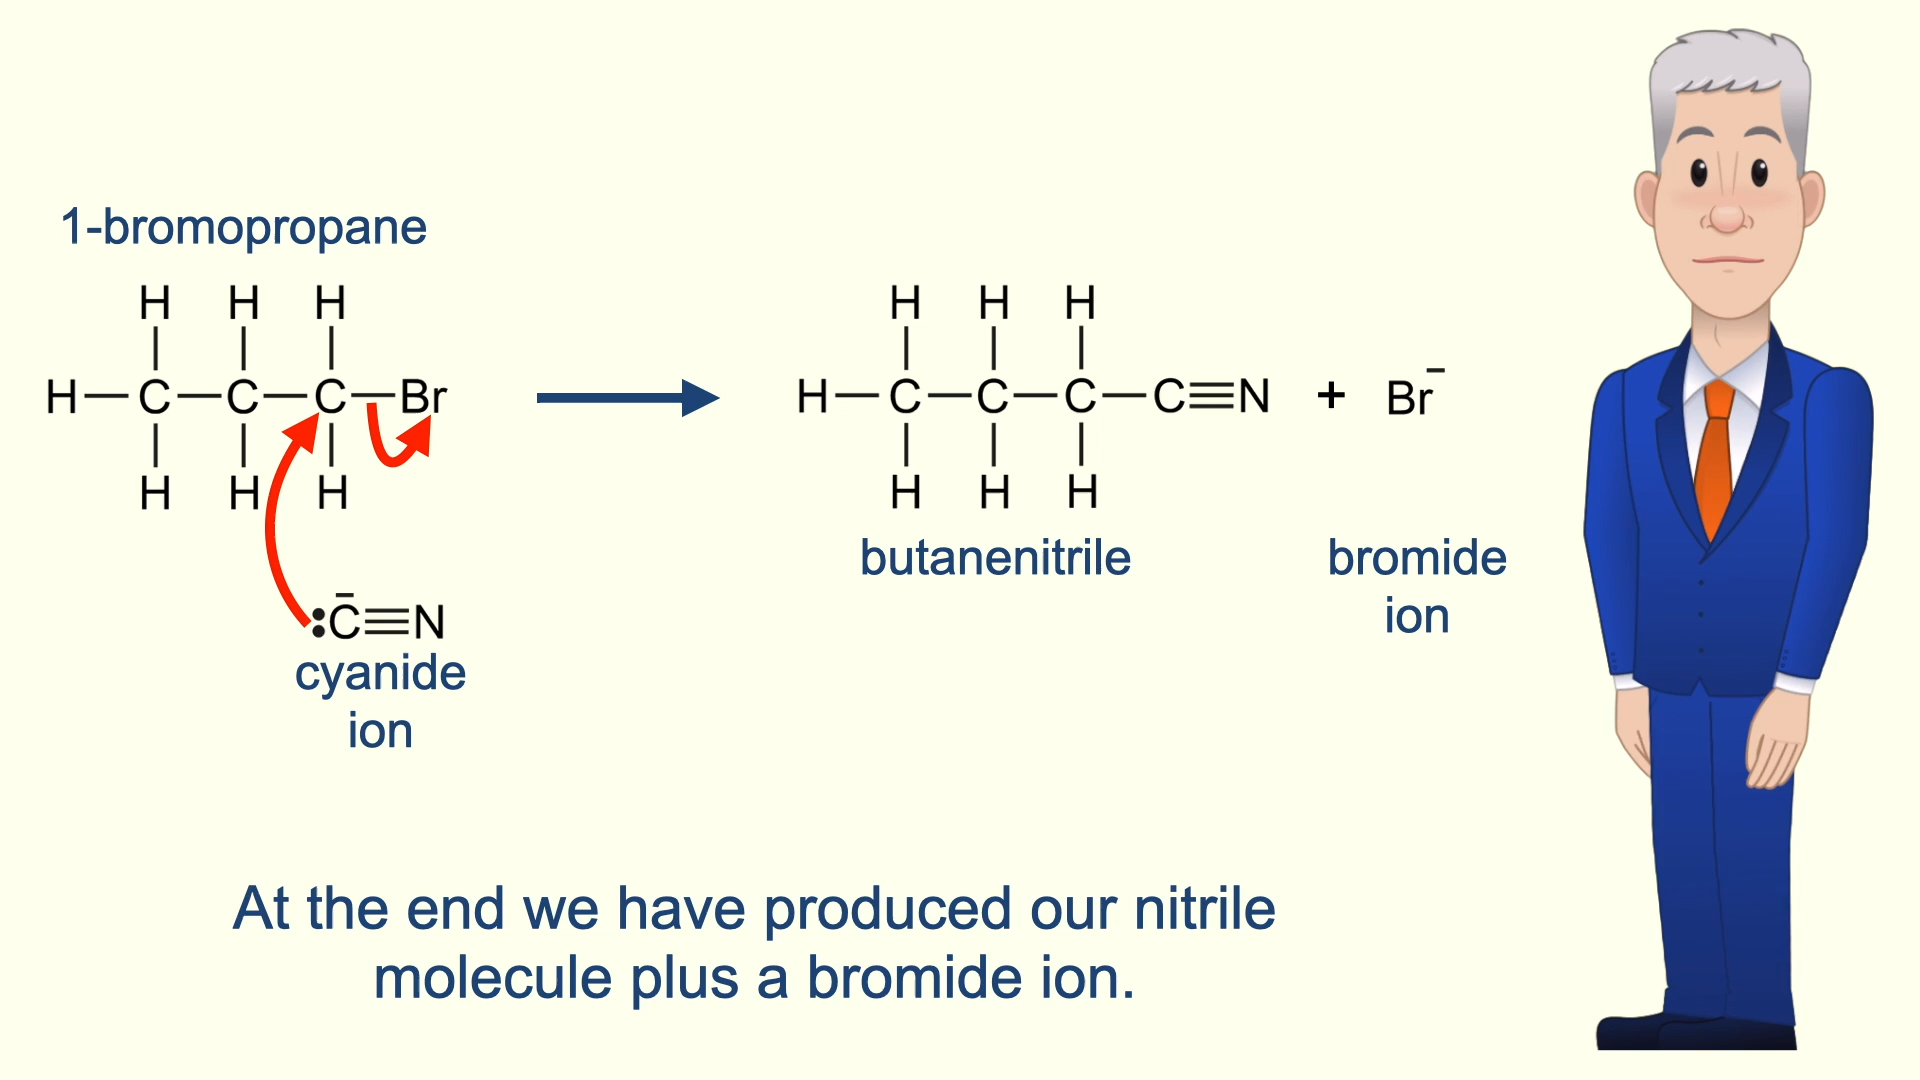 1-bromopropane
H H H
H—C—C—C—Br
H H H
:C̄≡N
cyanide
ion
H H H
H—C—C—C—C≡N + Br⁻
H H H
butanenitrile
bromide
ion
At the end we have produced our nitrile
molecule plus a bromide ion.